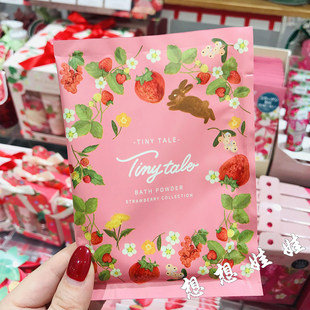 -TINY TALE-
Tiny tale
BATH POWDER
STRAWBERRY COLLECTION
想想娃娃